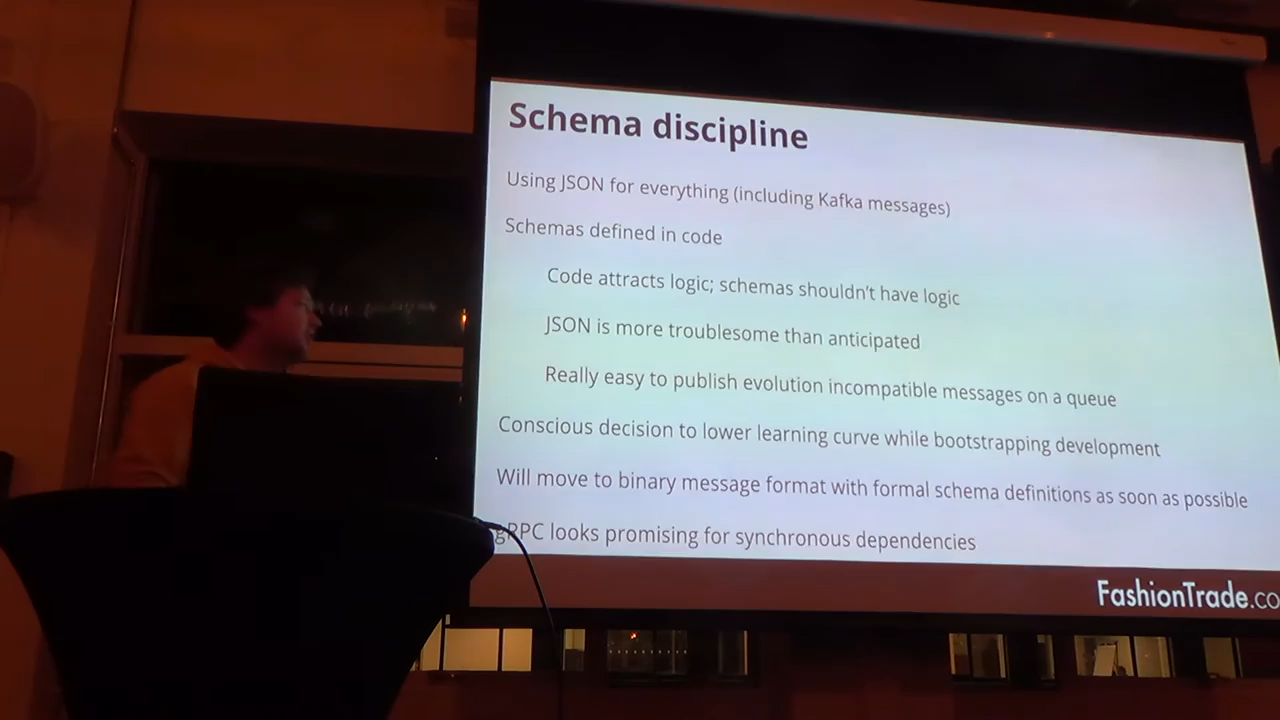 Schema discipline
Using JSON for everything (including Kafka messages)
Schemas defined in code
Code attracts logic; schemas shouldn't have logic
JSON is more troublesome than anticipated
Really easy to publish evolution incompatible messages on a queue
Conscious decision to lower learning curve while bootstrapping development
Will move to binary message format with formal schema definitions as soon as possible
gRPC looks promising for synchronous dependencies
FashionTrade.co